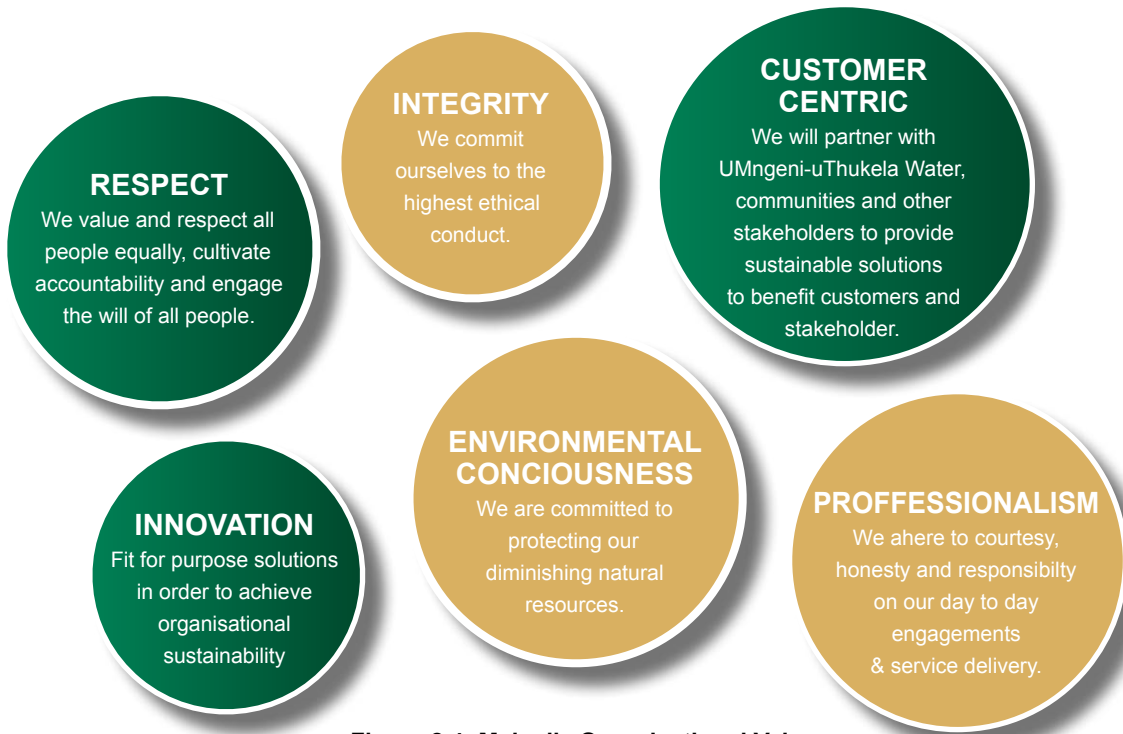 RESPECT
We value and respect all
people equally, cultivate
accountability and engage
the will of all people.
INTEGRITY
We commit
ourselves to the
highest ethical
conduct.
CUSTOMER
CENTRIC
We will partner with
UMngeni-uThukela Water,
communities and other
stakeholders to provide
sustainable solutions
to benefit customers and
stakeholder.
INNOVATION
Fit for purpose solutions
in order to achieve
organisational
sustainability
ENVIRONMENTAL
CONCIOUSNESS
We are committed to
protecting our
diminishing natural
resources.
PROFFESSIONALISM
We ahere to courtesy,
honesty and responsibilty
on our day to day
engagements
& service delivery.